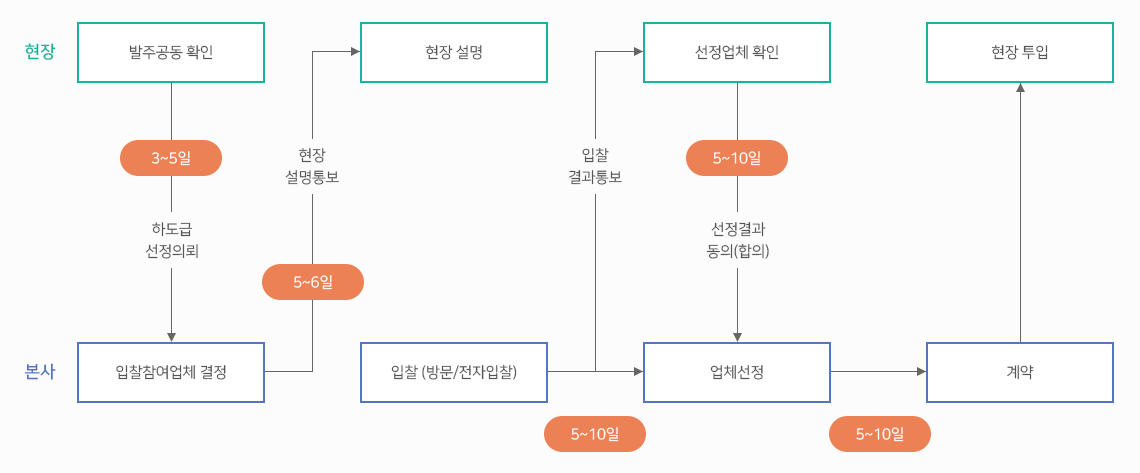 현장
발주공동 확인
현장 설명
선정업체 확인
현장 투입
3~5일
현장
설명통보
입찰
결과통보
5~10일
하도급
선정의뢰
선정결과
동의(합의)
5~6일
본사
입찰참여업체 결정
입찰 (방문/전자입찰)
업체선정
계약
5~10일
5~10일